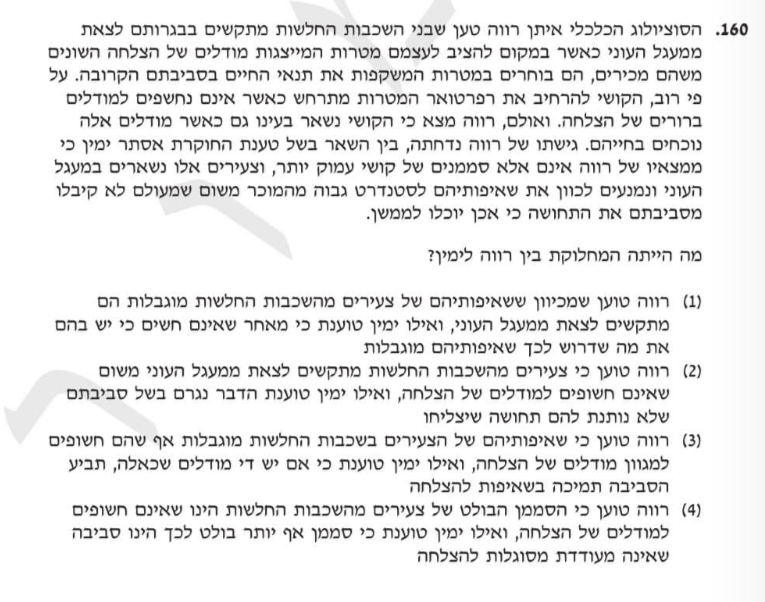 160. הסוציולוג הכלכלי איתן רווה טען שבני השכבות החלשות מתקשים בבגרותם לצאת
ממעגל העוני כאשר במקום להציב לעצמם מטרות המייצגות מודלים של הצלחה השונים
משהם מכירים, הם בוחרים במטרות המשקפות את תנאי החיים בסביבתם הקרובה. על
פי רוב, הקושי להרחיב את רפרטואר המטרות מתרחש כאשר אינם נחשפים למודלים
ברורים של הצלחה. ואולם, רווה מצא כי הקושי נשאר בעינו גם כאשר מודלים אלה
נוכחים בחייהם. גישתו של רווה נדחתה, בין השאר בשל טענת החוקרת אסתר ימין כי
ממצאיו של רווה אינם אלא סממנים של קושי עמוק יותר, וצעירים אלו נשארים במעגל
העוני ונמנעים לכוון את שאיפותיהם לסטנדרט גבוה מהמוכר משום שמעולם לא קיבלו
מסביבתם את התחושה כי אכן יוכלו לממשן.
מה הייתה המחלוקת בין רווה לימין?
(1) רווה טוען שמכיוון ששאיפותיהם של צעירים מהשכבות החלשות מוגבלות הם
מתקשים לצאת ממעגל העוני, ואילו ימין טוענת כי מאחר שאינם חשים כי יש בהם
את מה שדרוש לכך שאיפותיהם מוגבלות
(2) רווה טוען כי צעירים מהשכבות החלשות מתקשים לצאת ממעגל העוני משום
שאינם חשופים למודלים של הצלחה, ואילו ימין טוענת הדבר נגרם בשל סביבתם
שלא נותנת להם תחושה שיצליחו
(3) רווה טוען כי שאיפותיהם של הצעירים בשכבות החלשות מוגבלות אף שהם חשופים
למגוון מודלים של הצלחה, ואילו ימין טוענת כי אם יש די מודלים שכאלה, תביע
הסביבה תמיכה בשאיפות להצלחה
(4) רווה טוען כי הסממן הבולט של צעירים מהשכבות החלשות הינו שאינם חשופים
למודלים של הצלחה, ואילו ימין טוענת כי סממן אף יותר בולט לכך הינו סביבה
שאינה מעודדת מסוגלות להצלחה